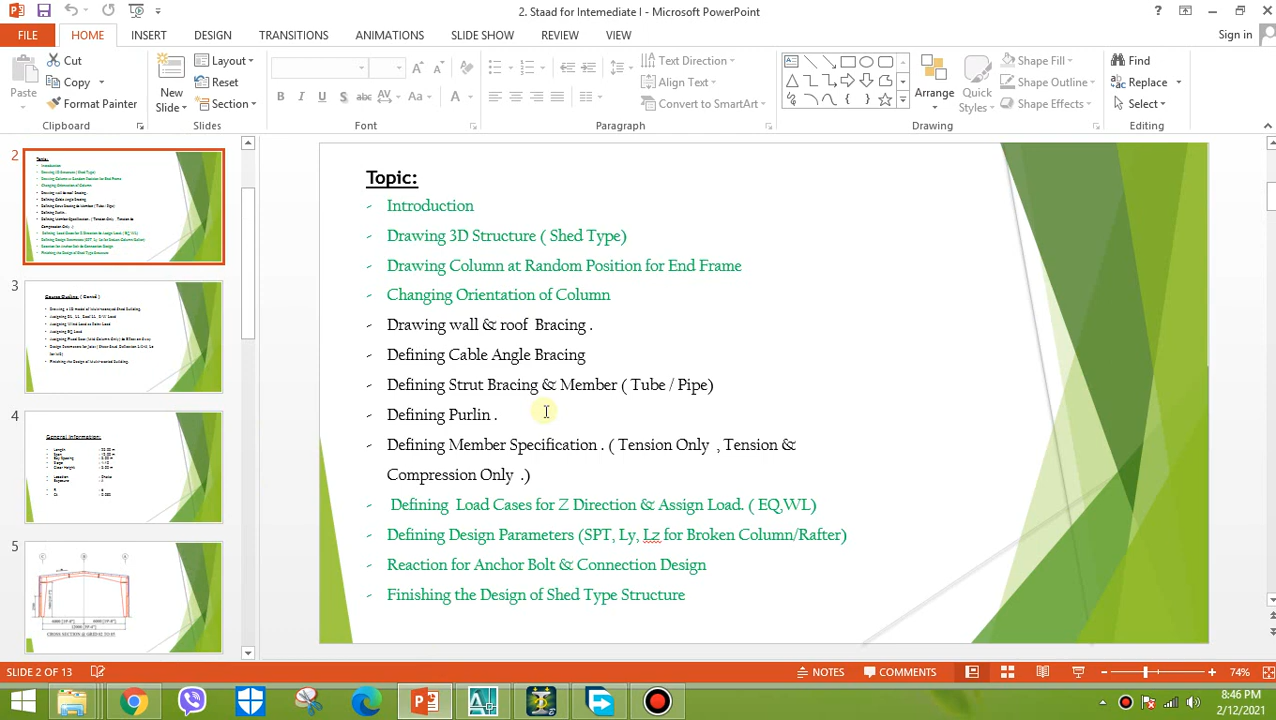 2. Staad for Intemediate I - Microsoft PowerPoint
Sign in
FILE
HOME
INSERT
DESIGN
TRANSITIONS
ANIMATIONS
SLIDE SHOW
REVIEW
VIEW
Paste
Cut
Copy
Format Painter
Clipboard
New Slide
Layout
Reset
Section
Slides
Font
Text Direction
Align Text
Convert to SmartArt
Paragraph
Arrange
Quick Styles
Shape Fill
Shape Outline
Shape Effects
Drawing
Find
Replace
Select
Editing
2
3
4
General Information:
5
Topic:
- Introduction
- Drawing 3D Structure ( Shed Type)
- Drawing Column at Random Position for End Frame
- Changing Orientation of Column
- Drawing wall & roof Bracing .
- Defining Cable Angle Bracing
- Defining Strut Bracing & Member ( Tube / Pipe)
- Defining Purlin .
- Defining Member Specification . ( Tension Only , Tension &
Compression Only .)
- Defining Load Cases for Z Direction & Assign Load. ( EQ,WL)
- Defining Design Parameters (SPT, Ly, Lz for Broken Column/Rafter)
- Reaction for Anchor Bolt & Connection Design
- Finishing the Design of Shed Type Structure
SLIDE 2 OF 13
NOTES
COMMENTS
74%
8:46 PM
2/12/2021